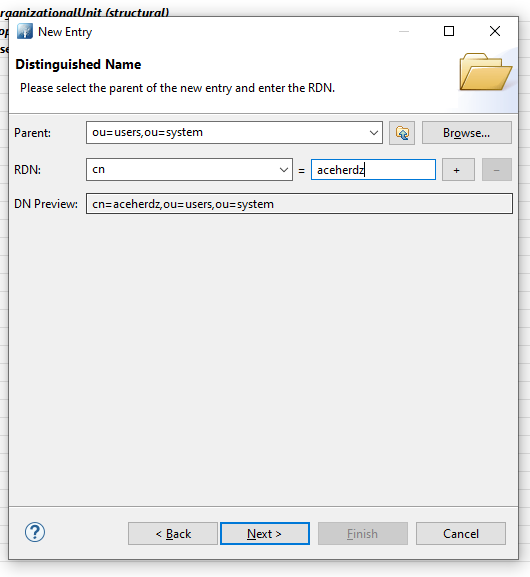 rganizationalUnit (structural)
New Entry
Distinguished Name
Please select the parent of the new entry and enter the RDN.
Parent: ou=users,ou=system Browse...
RDN: cn = aceherdz + -
DN Preview: cn=aceherdz,ou=users,ou=system
? < Back Next > Finish Cancel